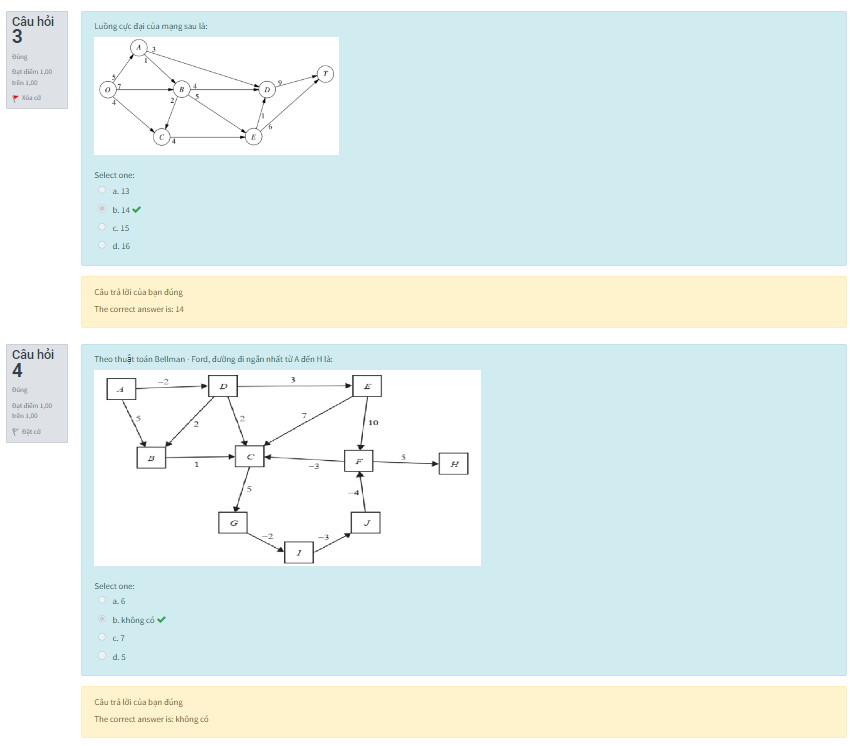 Câu hỏi
3
Đúng
Đạt điểm 1,00
trên 1,00
Xóa cờ
Luồng cực đại của mạng sau là:
A
3
1
5
O
7
4
B
4
5
2
D
9
T
1
C
4
E
6
Select one:
a. 13
b. 14
c. 15
d. 16
Câu trả lời của bạn đúng
The correct answer is: 14
Câu hỏi
4
Đúng
Đạt điểm 1,00
trên 1,00
Đặt cờ
Theo thuật toán Bellman - Ford, đường đi ngắn nhất từ A đến H là:
A
−2
D
3
E
5
2
2
7
10
B
1
C
−3
F
5
H
5
−4
G
J
−2
−3
I
Select one:
a. 6
b. không có
c. 7
d. 5
Câu trả lời của bạn đúng
The correct answer is: không có